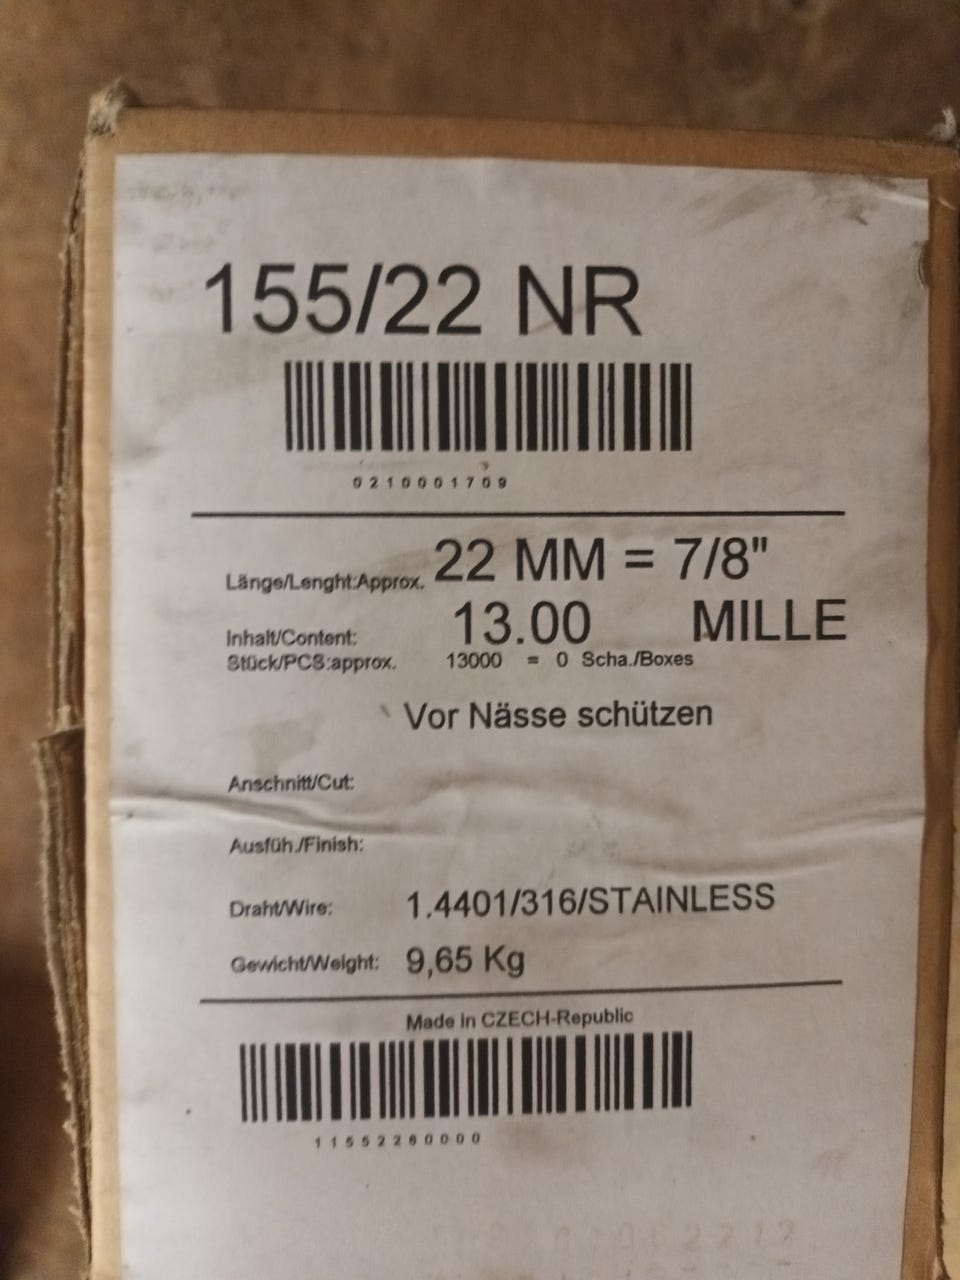 155/22 NR
0210001709
Länge/Lenght:Approx. 22 MM = 7/8"
Inhalt/Content: 13.00 MILLE
Stück/PCS:approx. 13000 = 0 Scha./Boxes
Vor Nässe schützen
Anschnitt/Cut:
Ausfüh./Finish:
Draht/Wire: 1.4401/316/STAINLESS
Gewicht/Weight: 9,65 Kg
Made in CZECH-Republic
11552260000